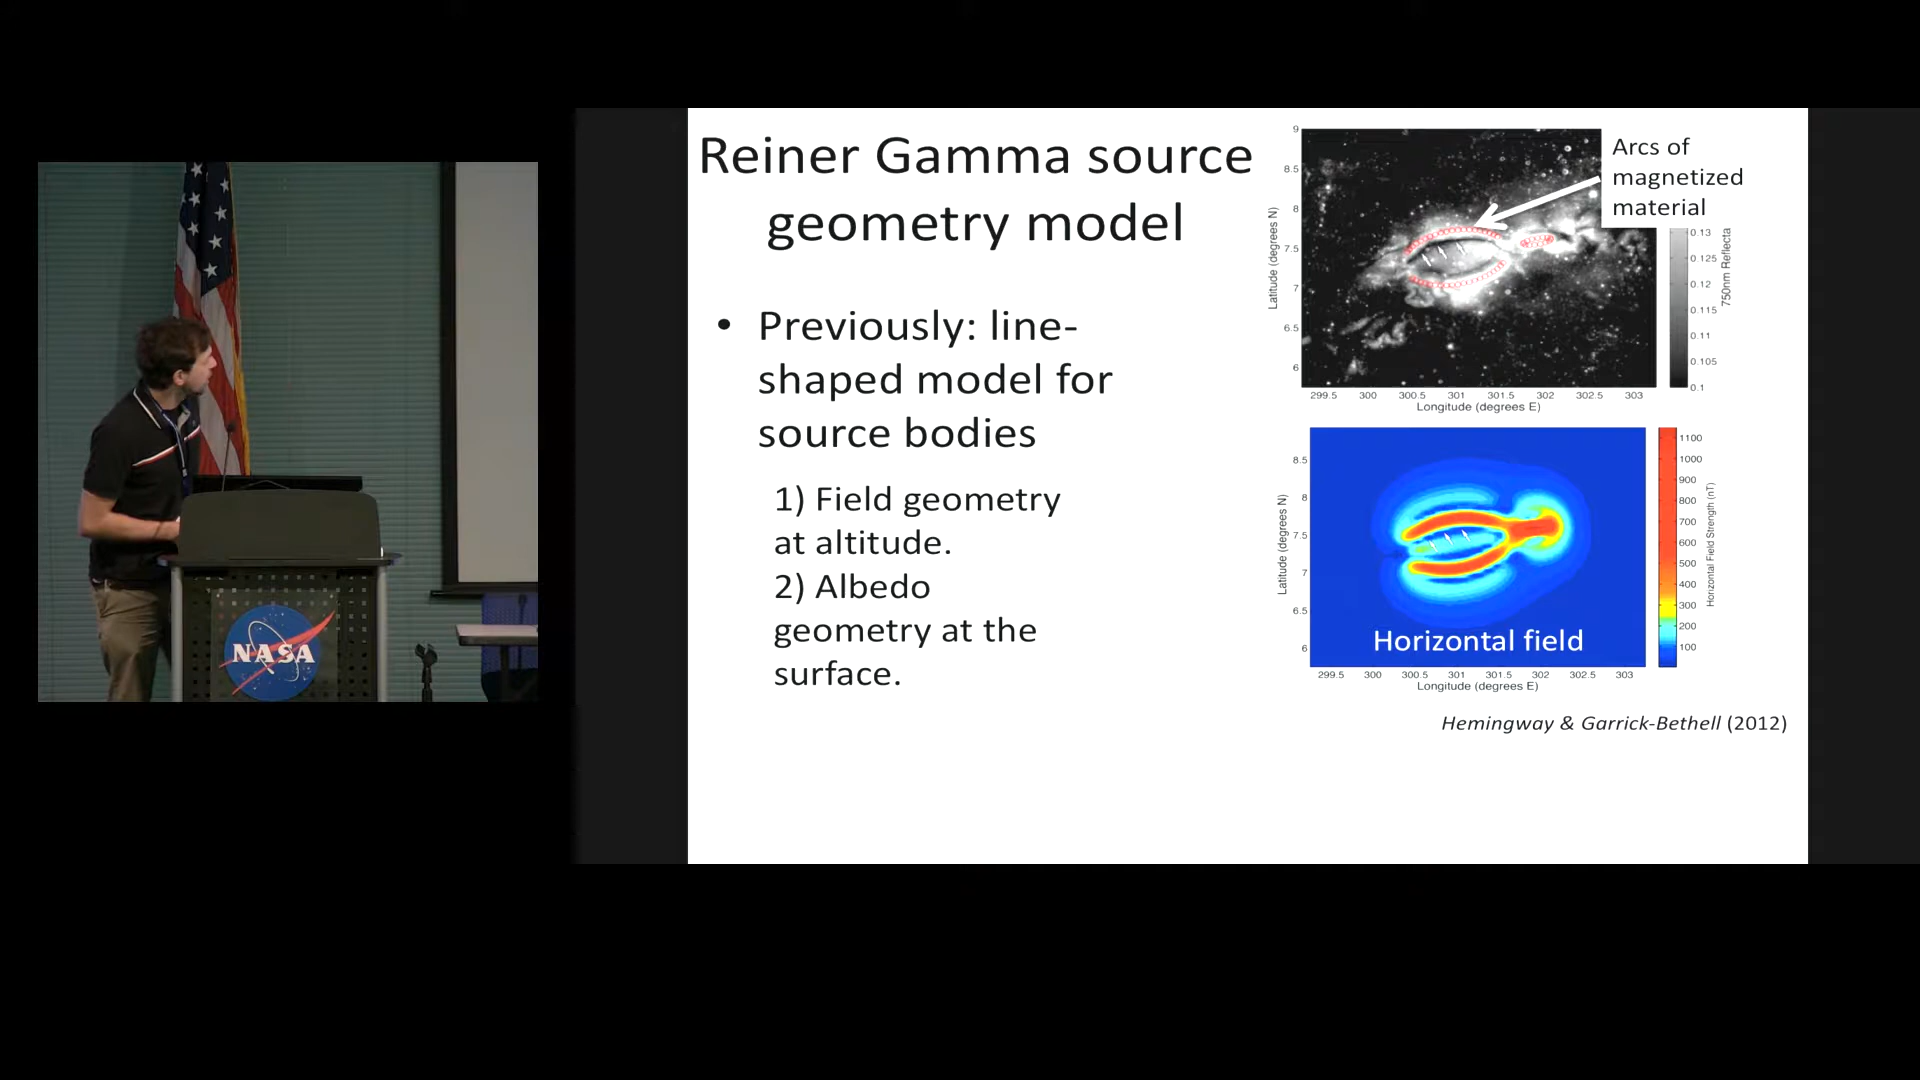 Reiner Gamma source
geometry model
• Previously: line-
shaped model for
source bodies
1) Field geometry
at altitude.
2) Albedo
geometry at the
surface.
Arcs of
magnetized
material
9
8.5
8
7.5
7
6.5
6
Latitude (degrees N)
299.5 300 300.5 301 301.5 302 302.5 303
Longitude (degrees E)
0.13
0.125
0.12
0.115
0.11
0.105
0.1
750nm Reflecta
8.5
8
7.5
7
6.5
6
Latitude (degrees N)
Horizontal field
299.5 300 300.5 301 301.5 302 302.5 303
Longitude (degrees E)
1100
1000
900
800
700
600
500
400
300
200
100
Horizontal Field Strength (nT)
Hemingway & Garrick-Bethell (2012)
NASA